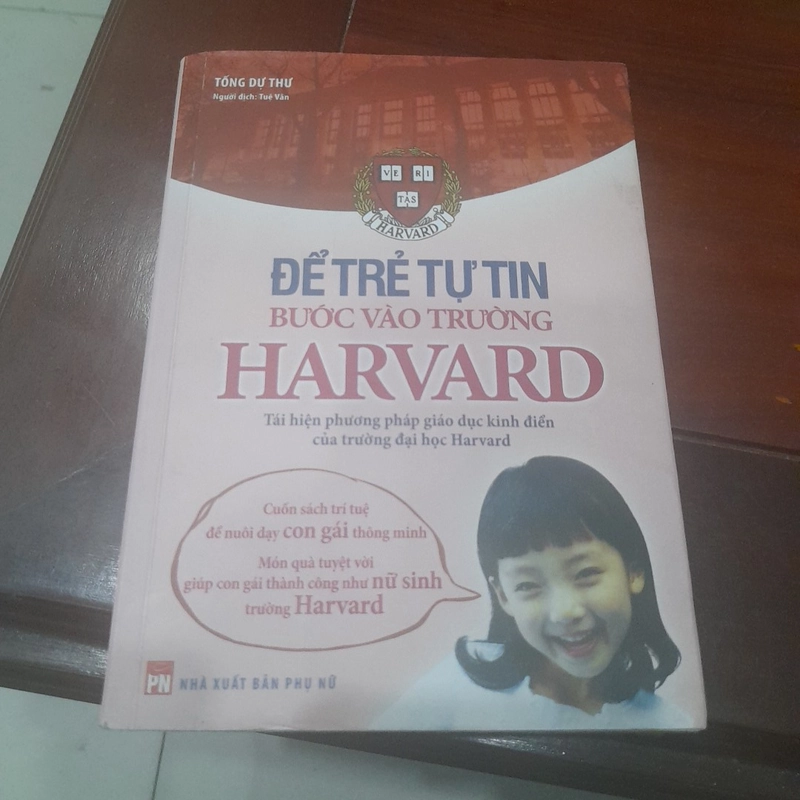 TỐNG DỰ THƯ
Người dịch: Tuệ Văn
VE RI
TAS
HARVARD
ĐỂ TRẺ TỰ TIN
BƯỚC VÀO TRƯỜNG
HARVARD
Tái hiện phương pháp giáo dục kinh điển
của trường đại học Harvard
Cuốn sách trí tuệ
để nuôi dạy con gái thông minh
Món quà tuyệt vời
giúp con gái thành công như nữ sinh
trường Harvard
PN NHÀ XUẤT BẢN PHỤ NỮ